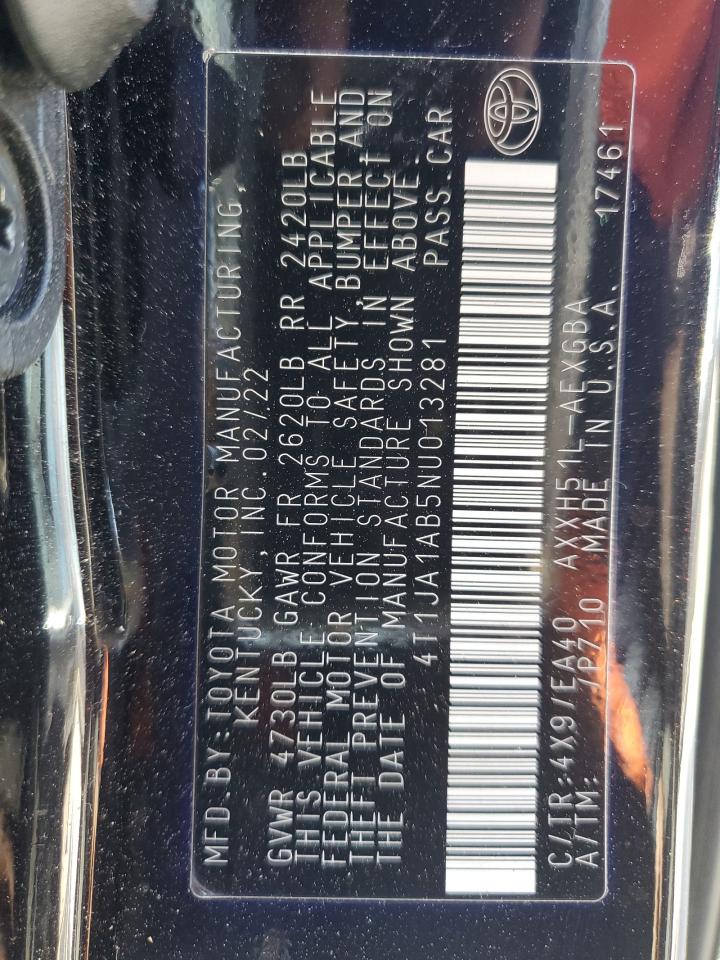 MFD.BY:TOYOTA MOTOR MANUFACTURING,
KENTUCKY,INC.02/22
GVWR 4730LB GAWR FR 2620LB RR 2420LB
THIS VEHICLE CONFORMS TO ALL APPLICABLE
FEDERAL MOTOR VEHICLE SAFETY,BUMPER AND
THEFT PREVENTION STANDARDS IN EFFECT ON
THE DATE OF MANUFACTURE SHOWN ABOVE.
4T1JA1AB5NU013281 PASS.CAR
C/TR:4X9/EA40 AXXH51L-AEXGBA
A/TM: /P710 MADE IN U.S.A. 17461